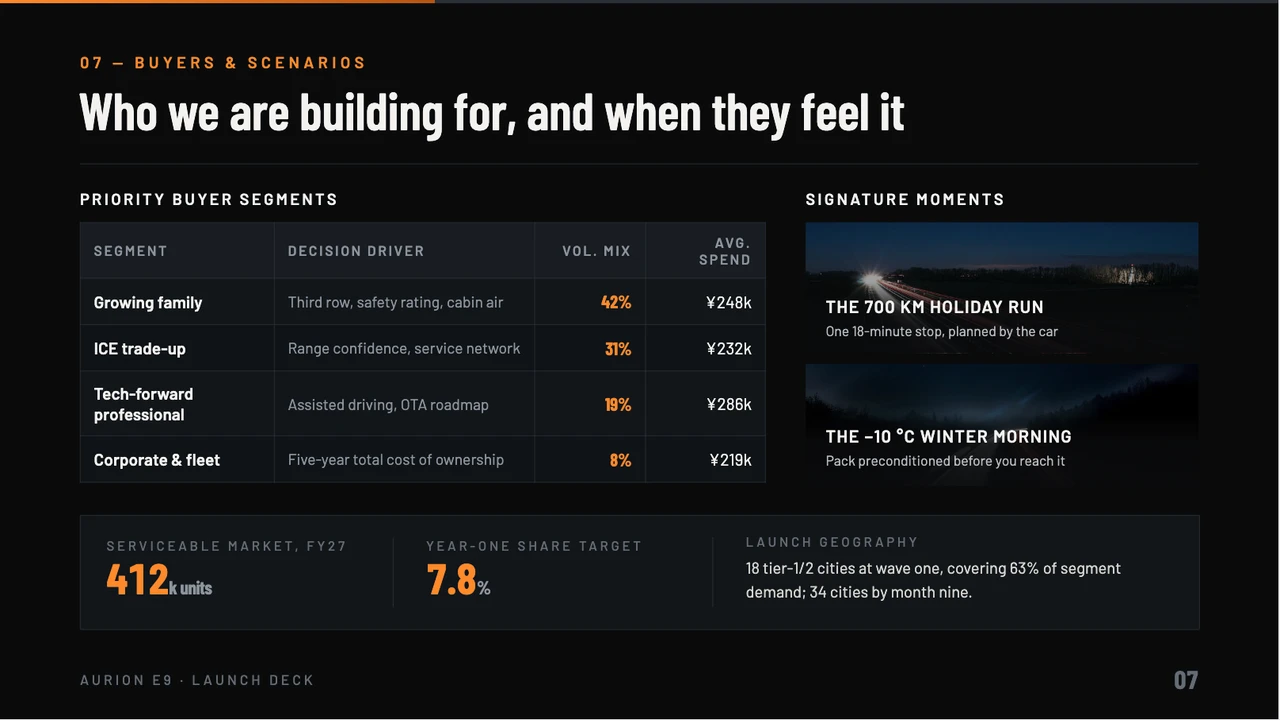 07 — BUYERS & SCENARIOS
Who we are building for, and when they feel it
PRIORITY BUYER SEGMENTS
SEGMENT DECISION DRIVER VOL. MIX AVG. SPEND
Growing family Third row, safety rating, cabin air 42% ¥248k
ICE trade-up Range confidence, service network 31% ¥232k
Tech-forward professional Assisted driving, OTA roadmap 19% ¥286k
Corporate & fleet Five-year total cost of ownership 8% ¥219k
SIGNATURE MOMENTS
THE 700 KM HOLIDAY RUN
One 18-minute stop, planned by the car
THE −10 °C WINTER MORNING
Pack preconditioned before you reach it
SERVICEABLE MARKET, FY27
412k units
YEAR-ONE SHARE TARGET
7.8%
LAUNCH GEOGRAPHY
18 tier-1/2 cities at wave one, covering 63% of segment
demand; 34 cities by month nine.
AURION E9 · LAUNCH DECK
07